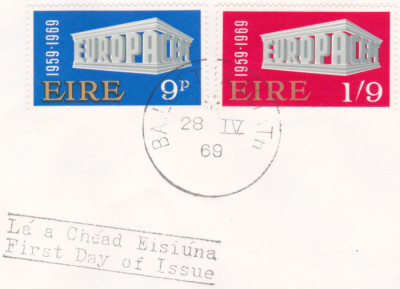 1959-1969
EUROPA CEPT
EIRE 9p
1959-1969
EUROPA CEPT
EIRE 1/9
28 IV
69
Lá a Chéad Eisiúna
First Day of Issue